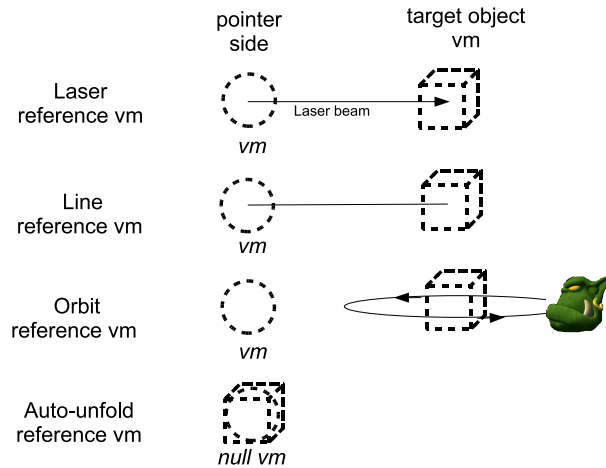 pointer
side
target object
vm
Laser
reference vm
Laser beam
vm
Line
reference vm
vm
Orbit
reference vm
vm
Auto-unfold
reference vm
null vm